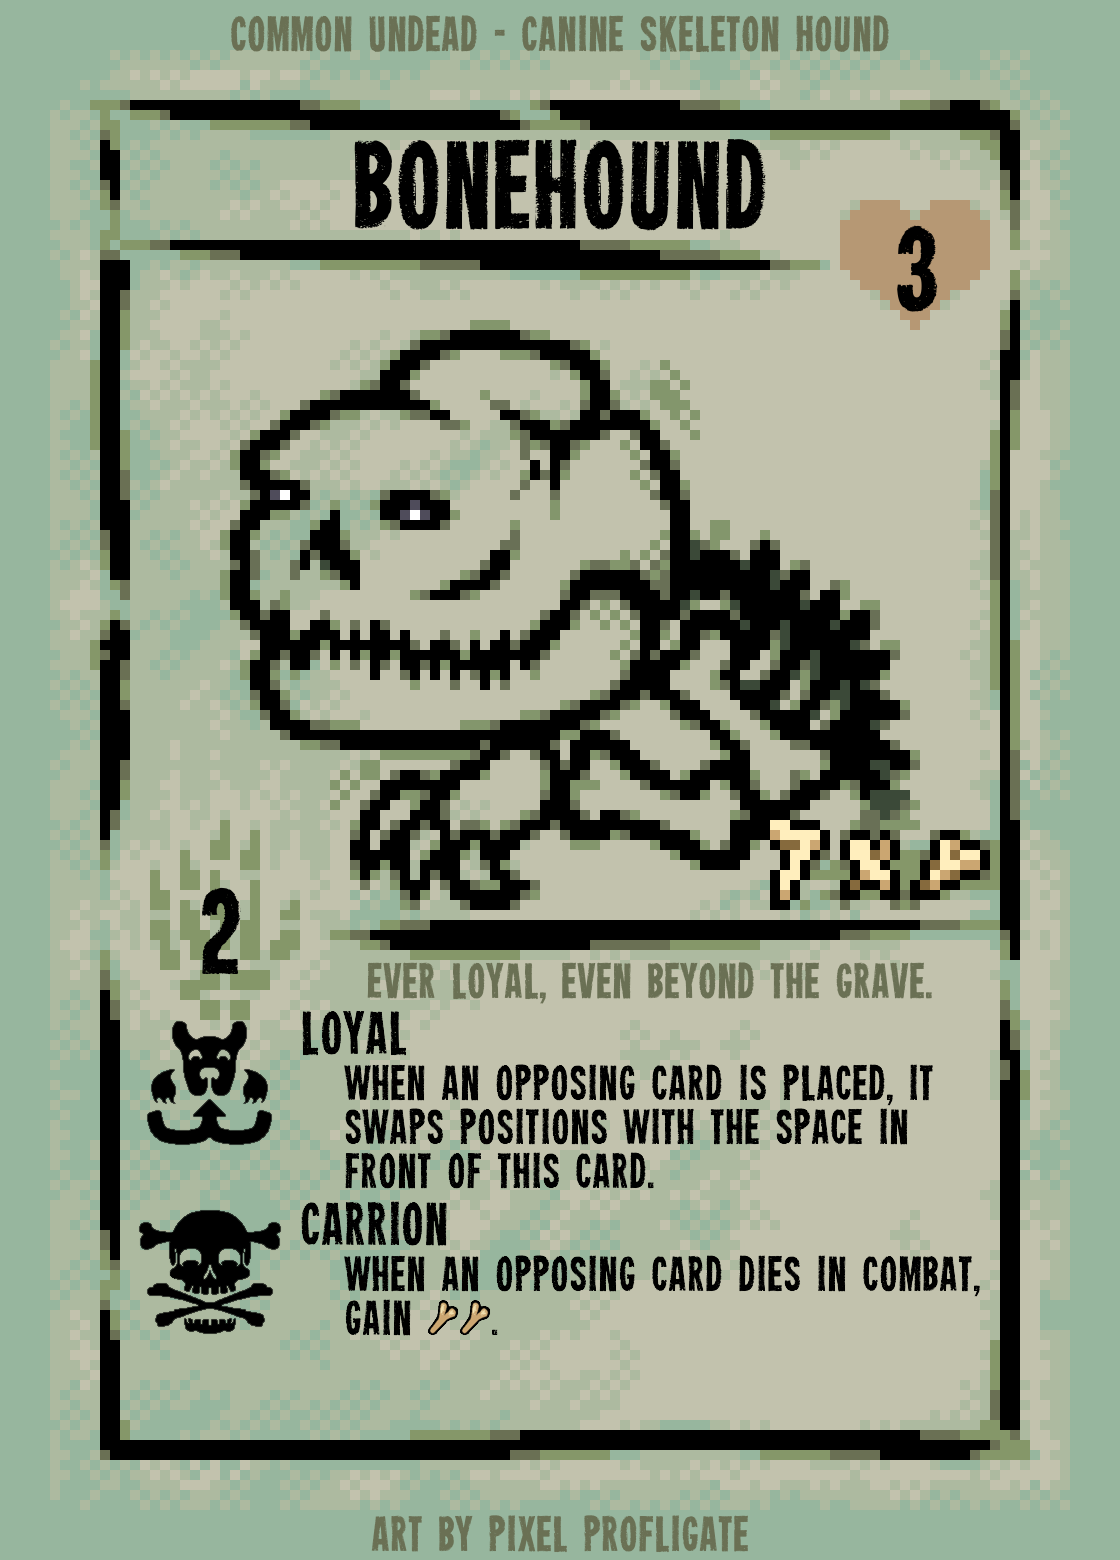 COMMON UNDEAD - CANINE SKELETON HOUND
BONEHOUND
3
7 X
2
EVER LOYAL, EVEN BEYOND THE GRAVE.
LOYAL
WHEN AN OPPOSING CARD IS PLACED, IT
SWAPS POSITIONS WITH THE SPACE IN
FRONT OF THIS CARD.
CARRION
WHEN AN OPPOSING CARD DIES IN COMBAT,
GAIN .
ART BY PIXEL PROFLIGATE